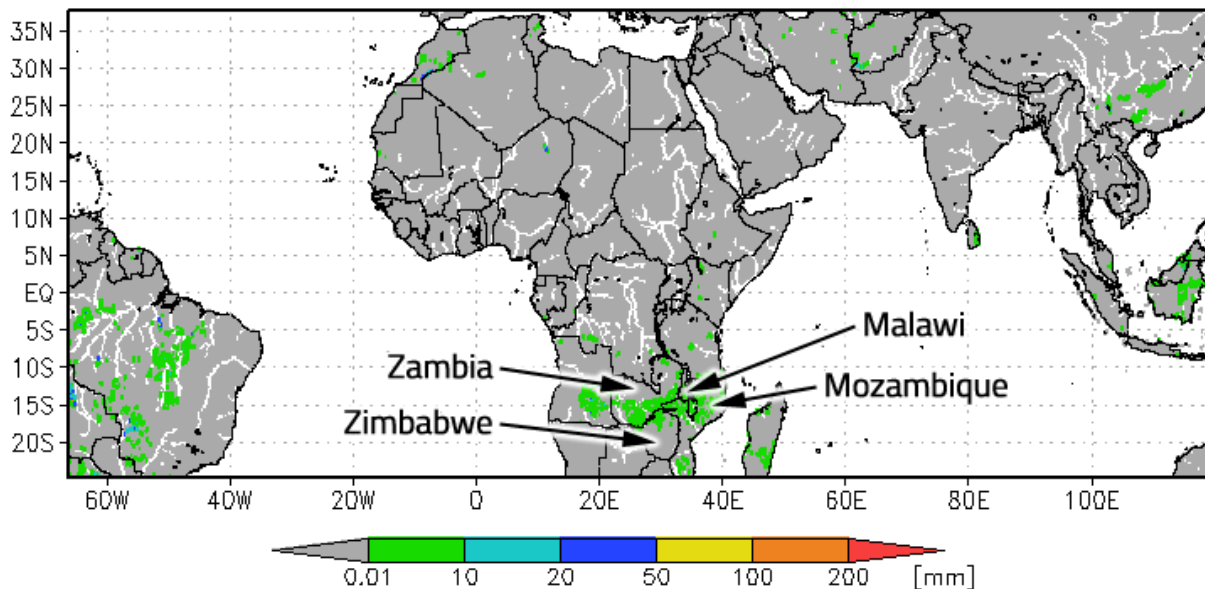 35N
30N
25N
20N
15N
10N
5N
EQ
5S
10S
15S
20S
Malawi
Zambia
Mozambique
Zimbabwe
60W 40W 20W 0 20E 40E 60E 80E 100E
0.01 10 20 50 100 200 [mm]